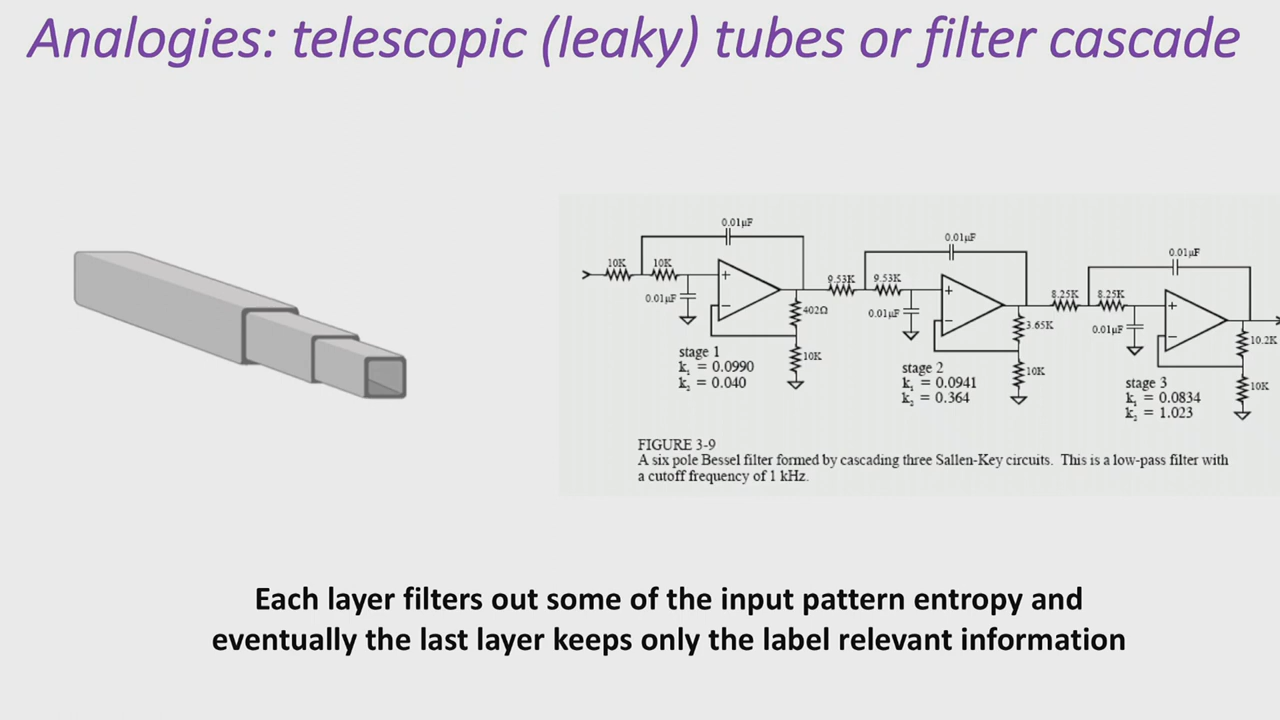 Analogies: telescopic (leaky) tubes or filter cascade
0.01µF
10K
10K
0.01µF
402Ω
10K
stage 1
k₁ = 0.0990
k₂ = 0.040
0.01µF
9.53K
9.53K
0.01µF
3.65K
10K
stage 2
k₁ = 0.0941
k₂ = 0.364
0.01µF
8.25K
8.25K
0.01µF
10.2K
10K
stage 3
k₁ = 0.0834
k₂ = 1.023
FIGURE 3-9
A six pole Bessel filter formed by cascading three Sallen-Key circuits. This is a low-pass filter with
a cutoff frequency of 1 kHz.
Each layer filters out some of the input pattern entropy and
eventually the last layer keeps only the label relevant information